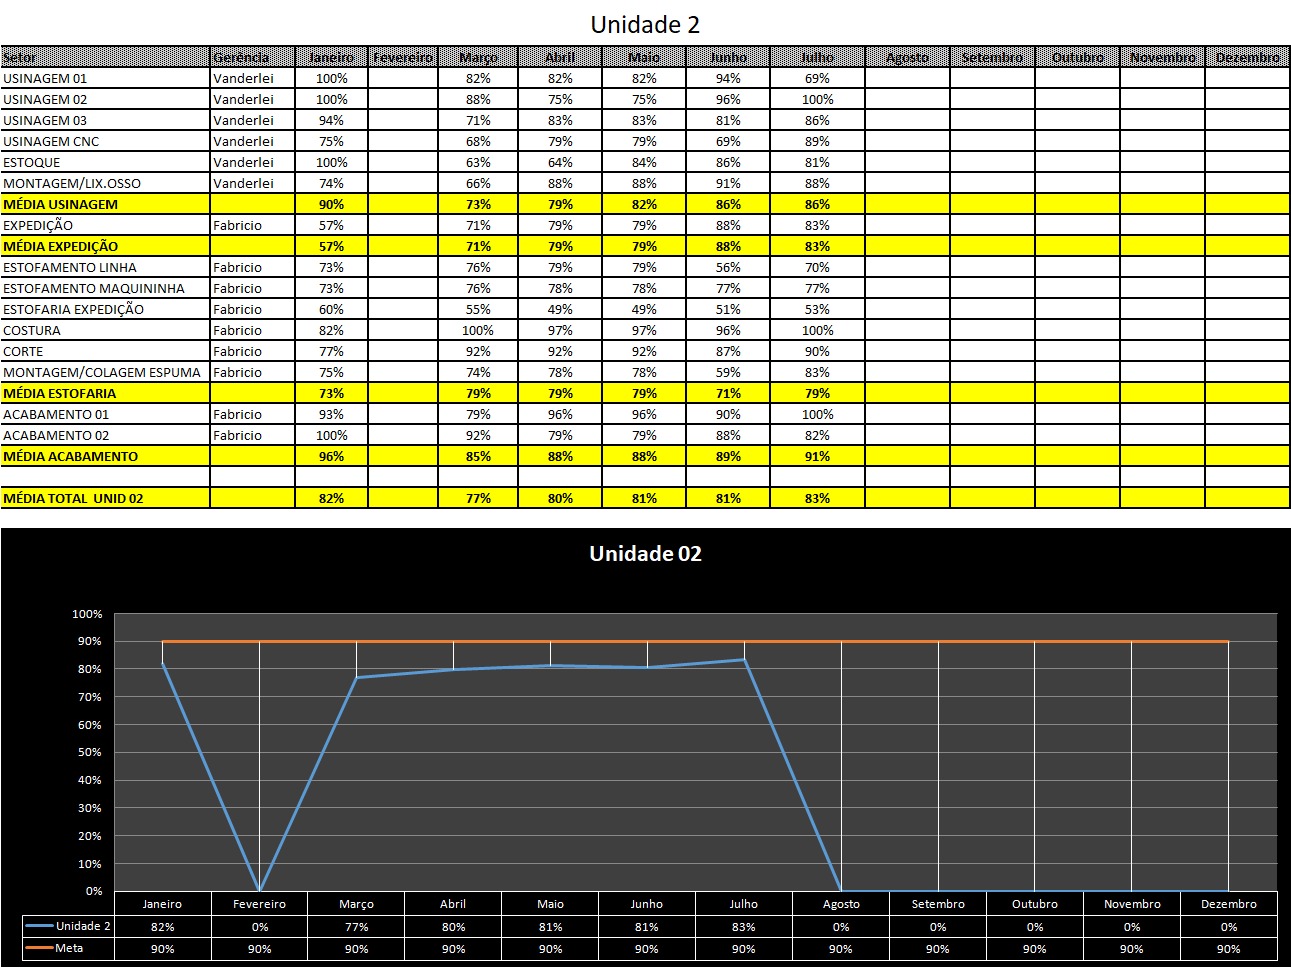 Unidade 2
Setor Gerência Janeiro Fevereiro Março Abril Maio Junho Julho Agosto Setembro Outubro Novembro Dezembro
USINAGEM 01 Vanderlei 100% 82% 82% 82% 94% 69%
USINAGEM 02 Vanderlei 100% 88% 75% 75% 96% 100%
USINAGEM 03 Vanderlei 94% 71% 83% 83% 81% 86%
USINAGEM CNC Vanderlei 75% 68% 79% 79% 69% 89%
ESTOQUE Vanderlei 100% 63% 64% 84% 86% 81%
MONTAGEM/LIX.OSSO Vanderlei 74% 66% 88% 88% 91% 88%
MÉDIA USINAGEM 90% 73% 79% 82% 86% 86%
EXPEDIÇÃO Fabricio 57% 71% 79% 79% 88% 83%
MÉDIA EXPEDIÇÃO 57% 71% 79% 79% 88% 83%
ESTOFAMENTO LINHA Fabricio 73% 76% 79% 79% 56% 70%
ESTOFAMENTO MAQUININHA Fabricio 73% 76% 78% 78% 77% 77%
ESTOFARIA EXPEDIÇÃO Fabricio 60% 55% 49% 49% 51% 53%
COSTURA Fabricio 82% 100% 97% 97% 96% 100%
CORTE Fabricio 77% 92% 92% 92% 87% 90%
MONTAGEM/COLAGEM ESPUMA Fabricio 75% 74% 78% 78% 59% 83%
MÉDIA ESTOFARIA 73% 79% 79% 79% 71% 79%
ACABAMENTO 01 Fabricio 93% 79% 96% 96% 90% 100%
ACABAMENTO 02 Fabricio 100% 92% 79% 79% 88% 82%
MÉDIA ACABAMENTO 96% 85% 88% 88% 89% 91%
MÉDIA TOTAL UNID 02 82% 77% 80% 81% 81% 83%
Unidade 02
100%
90%
80%
70%
60%
50%
40%
30%
20%
10%
0%
Janeiro Fevereiro Março Abril Maio Junho Julho Agosto Setembro Outubro Novembro Dezembro
Unidade 2 82% 0% 77% 80% 81% 81% 83% 0% 0% 0% 0% 0%
Meta 90% 90% 90% 90% 90% 90% 90% 90% 90% 90% 90% 90%